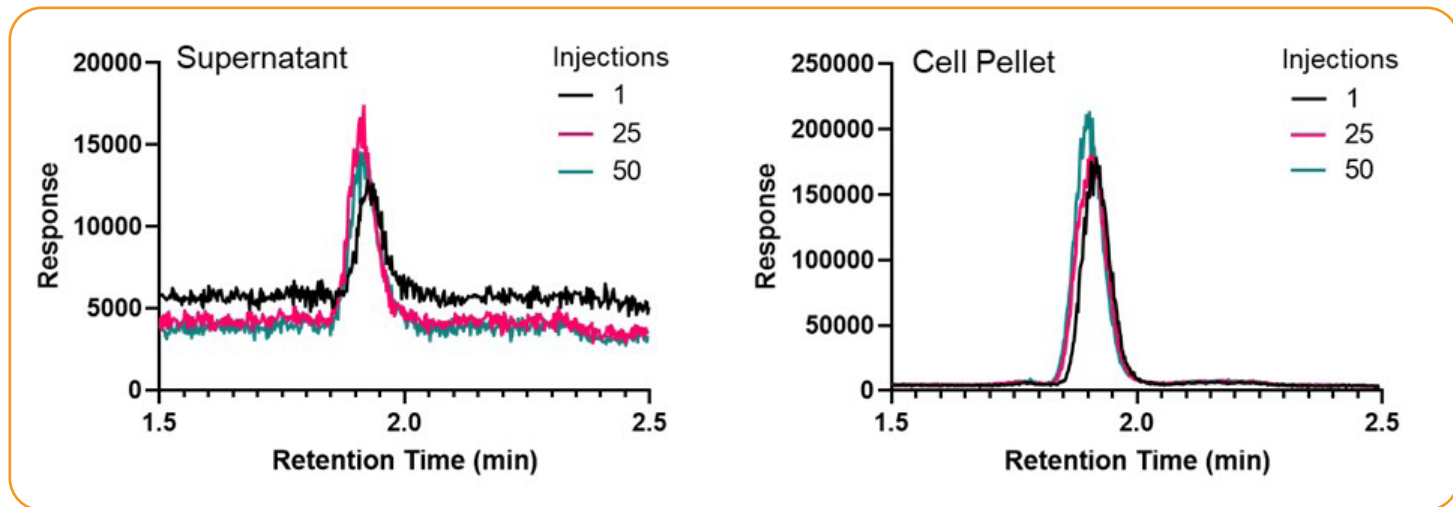 Supernatant
Injections
1
25
50
20000
15000
10000
5000
0
Response
1.5
2.0
2.5
Retention Time (min)
Cell Pellet
Injections
1
25
50
250000
200000
150000
100000
50000
0
Response
1.5
2.0
2.5
Retention Time (min)